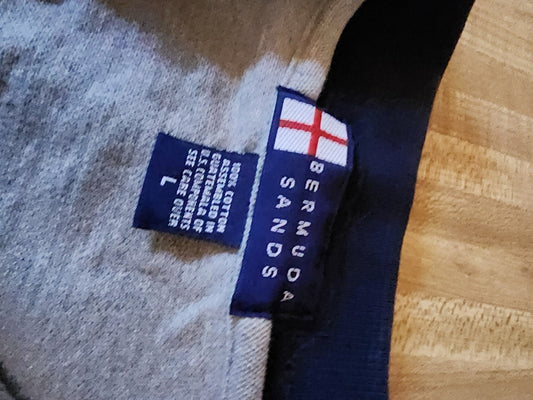 BERMUDA
SANDS
100% COTTON
ASSEMBLED IN
GUATEMALA OF
U.S. COMPONENTS
SEE CARE OVER
L